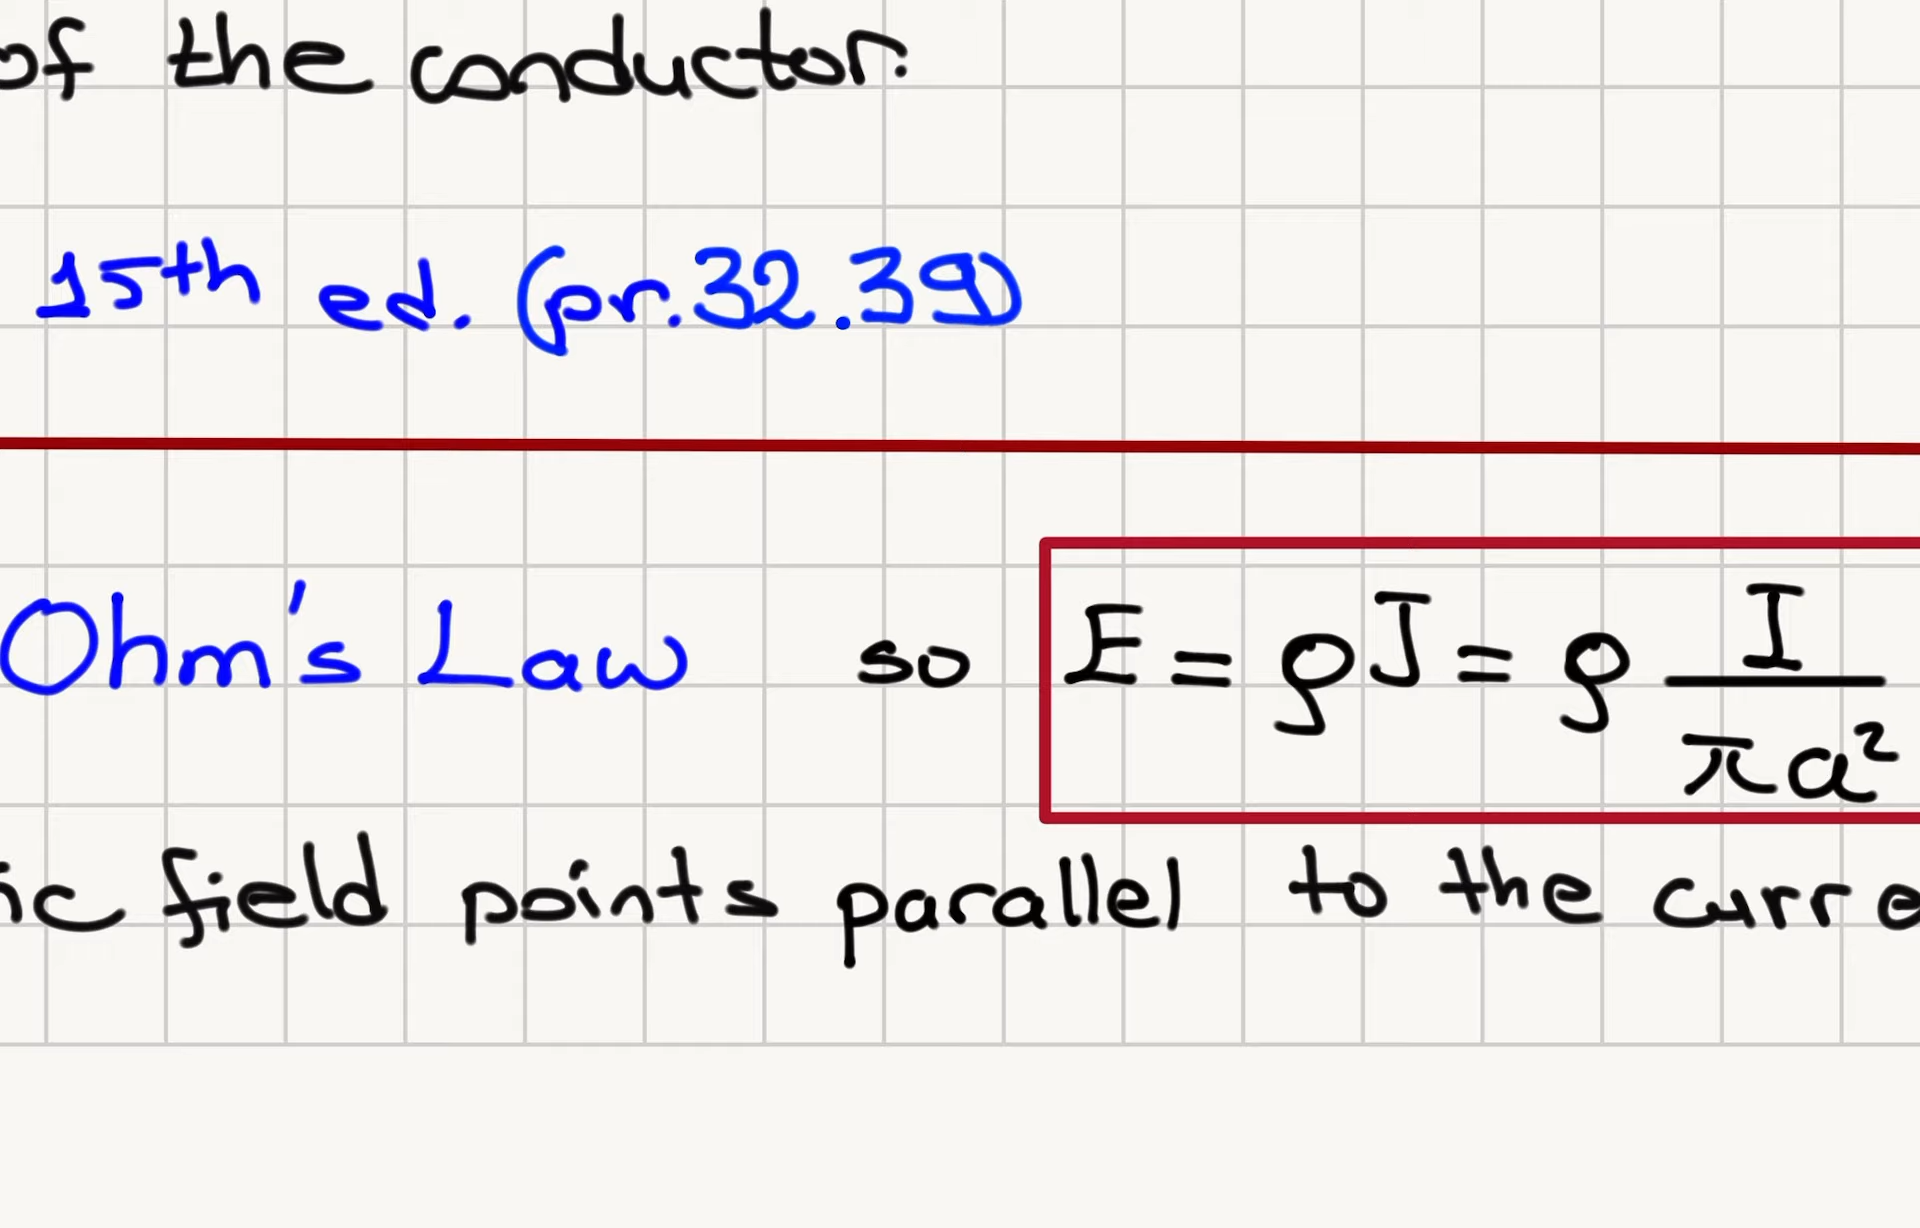 of the conductor.
15th ed. (pr.32.39)
Ohm's Law so E = ρJ = ρ I/πa²
field points parallel to the